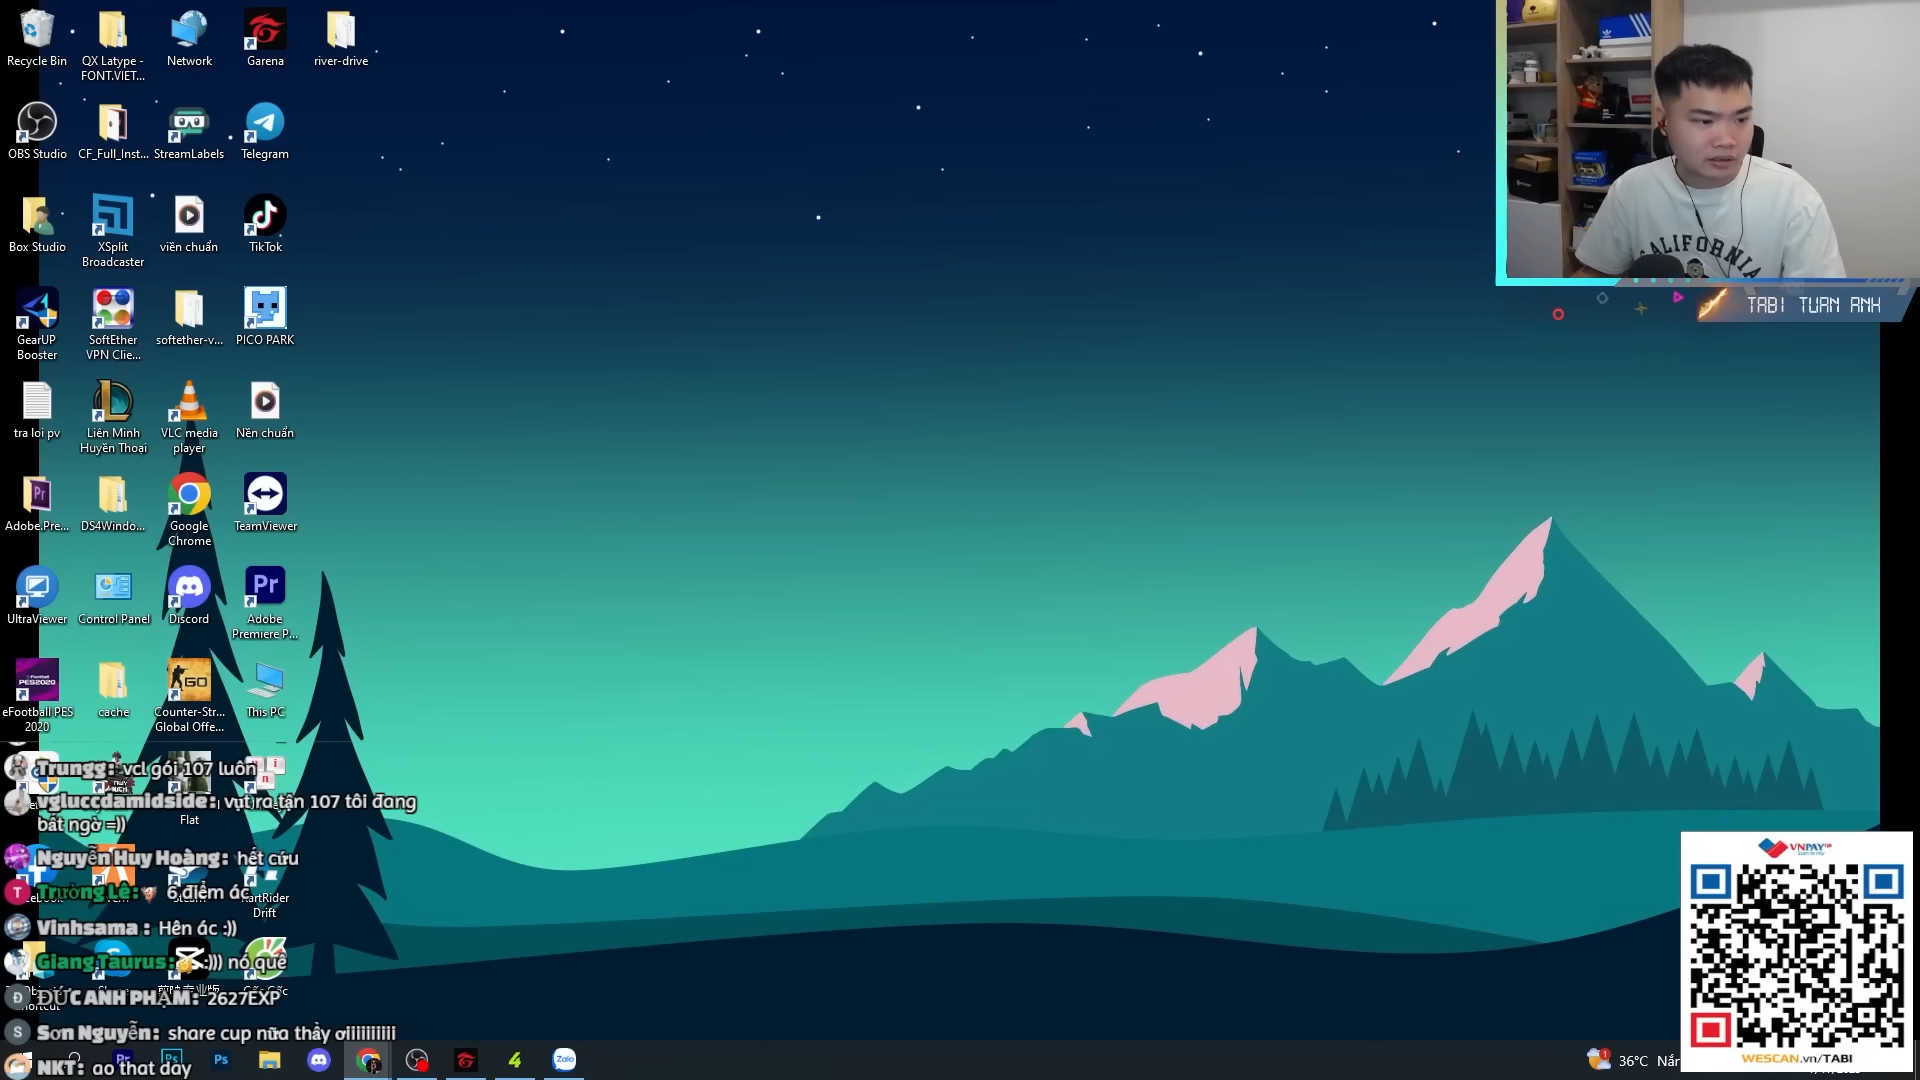 Recycle Bin
QX Latype -
FONT.VIET...
Network
Garena
river-drive
OBS Studio
CF_Full_Inst...
StreamLabels
Telegram
Box Studio
XSplit
Broadcaster
viền chuẩn
TikTok
GearUP
Booster
SoftEther
VPN Clie...
softether-v...
PICO PARK
tra loi pv
Liên Minh
Huyền Thoại
VLC media
player
Nền chuẩn
Adobe.Pre...
DS4Windo...
Google
Chrome
TeamViewer
UltraViewer
Control Panel
Discord
Adobe
Premiere P...
eFootball PES
2020
cache
Counter-Str...
Global Offe...
This PC
Flat
KartRider
Drift
CALIFORNIA
TABI TUAN ANH
Trungg: vcl gói 107 luôn
vgluccdamidside: vụt ra tận 107 tôi đang
bất ngờ =))
Nguyễn Huy Hoàng: hết cứu
Trường Lê: 6 điểm ác
Vinhsama : Hên ác :))
Giang Taurus: :))) nó quê
ĐỨC ANH PHẠM: 2627EXP
Sơn Nguyễn: share cup nữa thầy ơiiiiiiiiii
NKT: ao that day
VNPAY QR
WESCAN.vn/TABI
Zalo
36°C